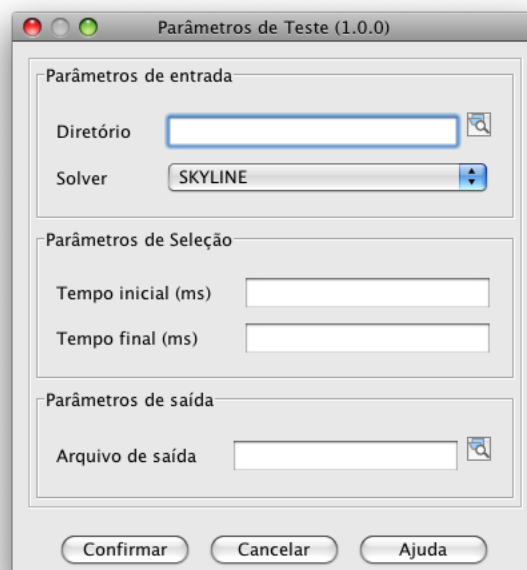 Parâmetros de Teste (1.0.0)
Parâmetros de entrada
Diretório
Solver SKYLINE
Parâmetros de Seleção
Tempo inicial (ms)
Tempo final (ms)
Parâmetros de saída
Arquivo de saída
Confirmar Cancelar Ajuda